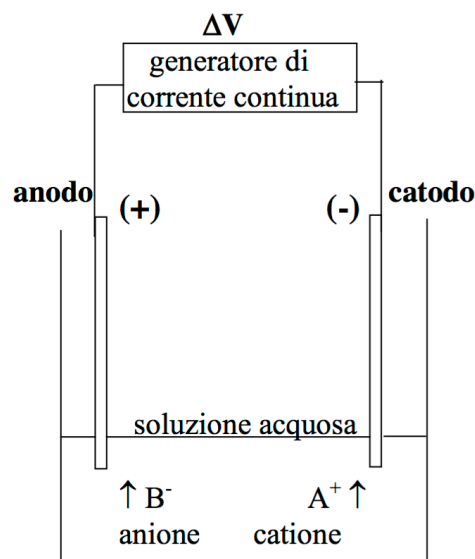 ΔV
generatore di
corrente continua
anodo
catodo
(+)
(-)
soluzione acquosa
↑ B⁻
A⁺ ↑
anione
catione